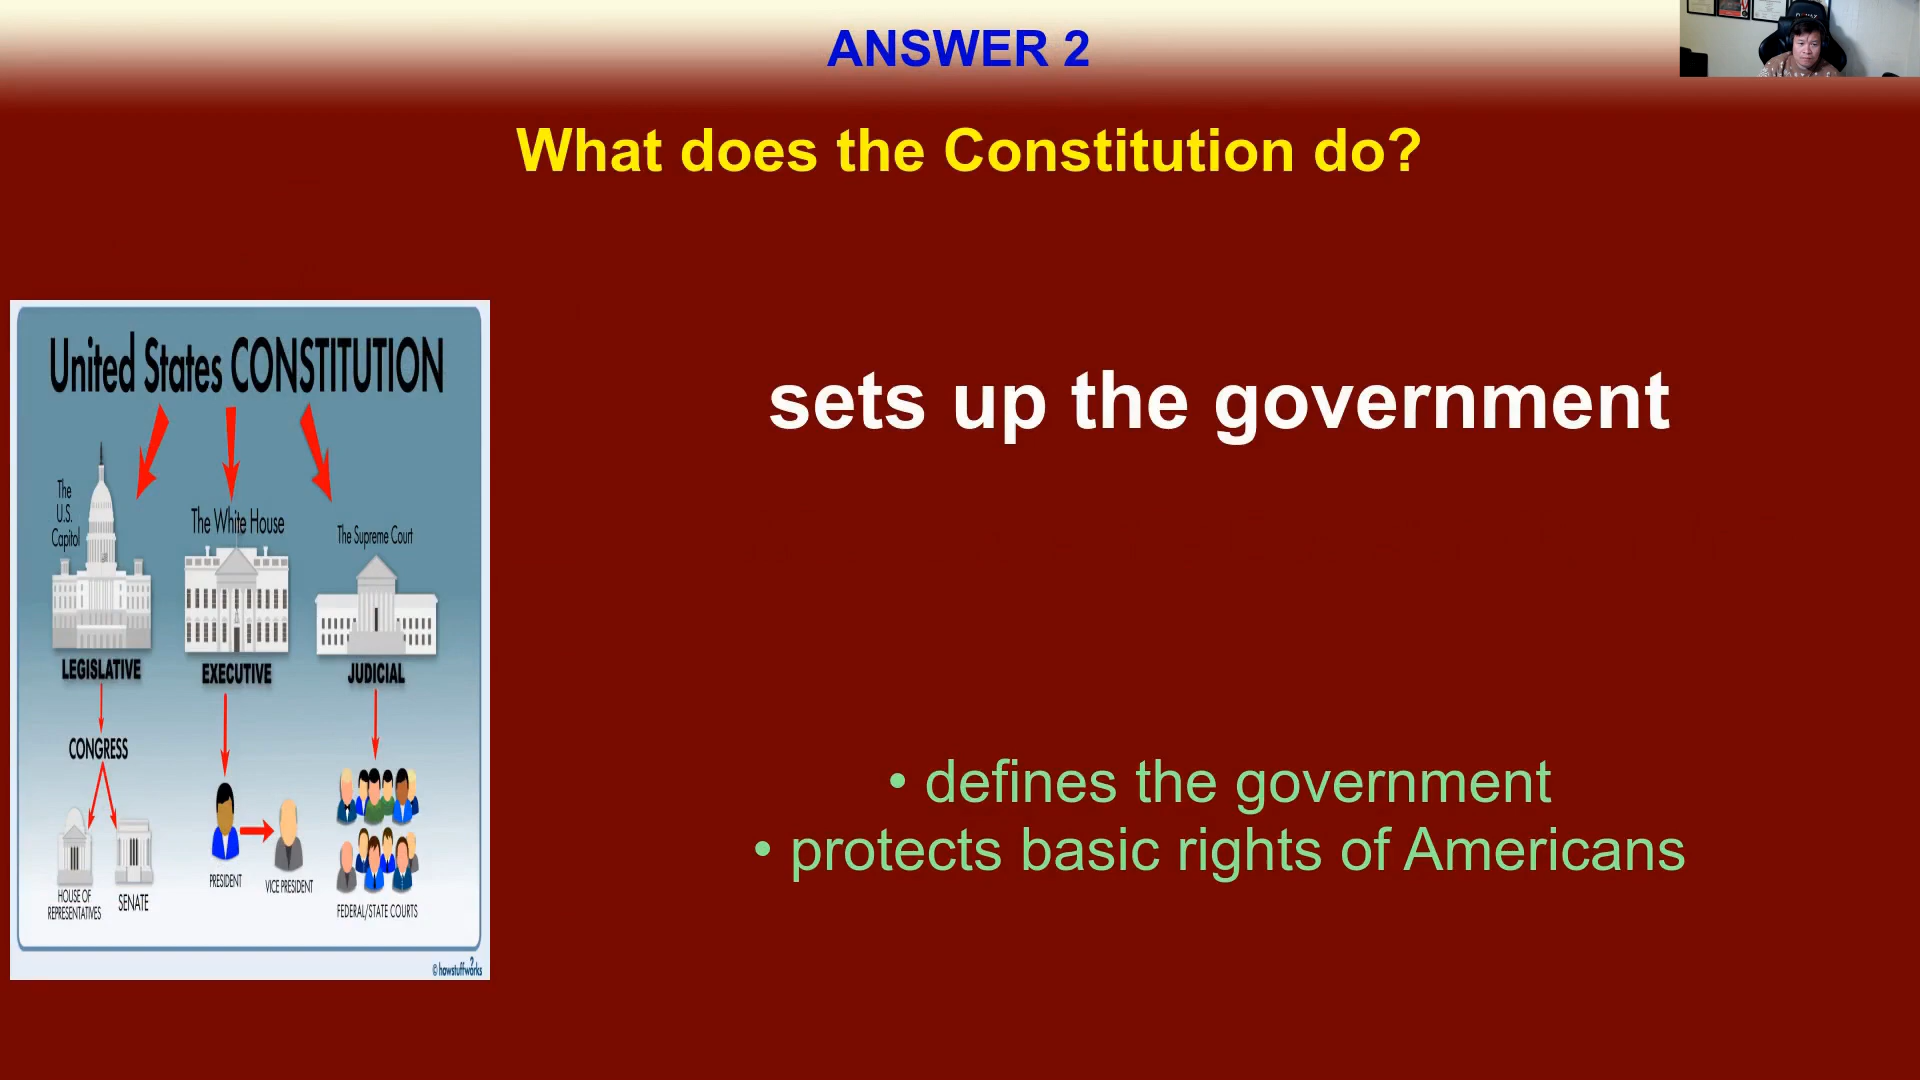 ANSWER 2
What does the Constitution do?
United States CONSTITUTION
The
U.S.
Capitol
The White House
The Supreme Court
LEGISLATIVE
EXECUTIVE
JUDICIAL
CONGRESS
HOUSE OF
REPRESENTATIVES
SENATE
PRESIDENT
VICE PRESIDENT
FEDERAL/STATE COURTS
© howstuffworks
sets up the government
• defines the government
• protects basic rights of Americans